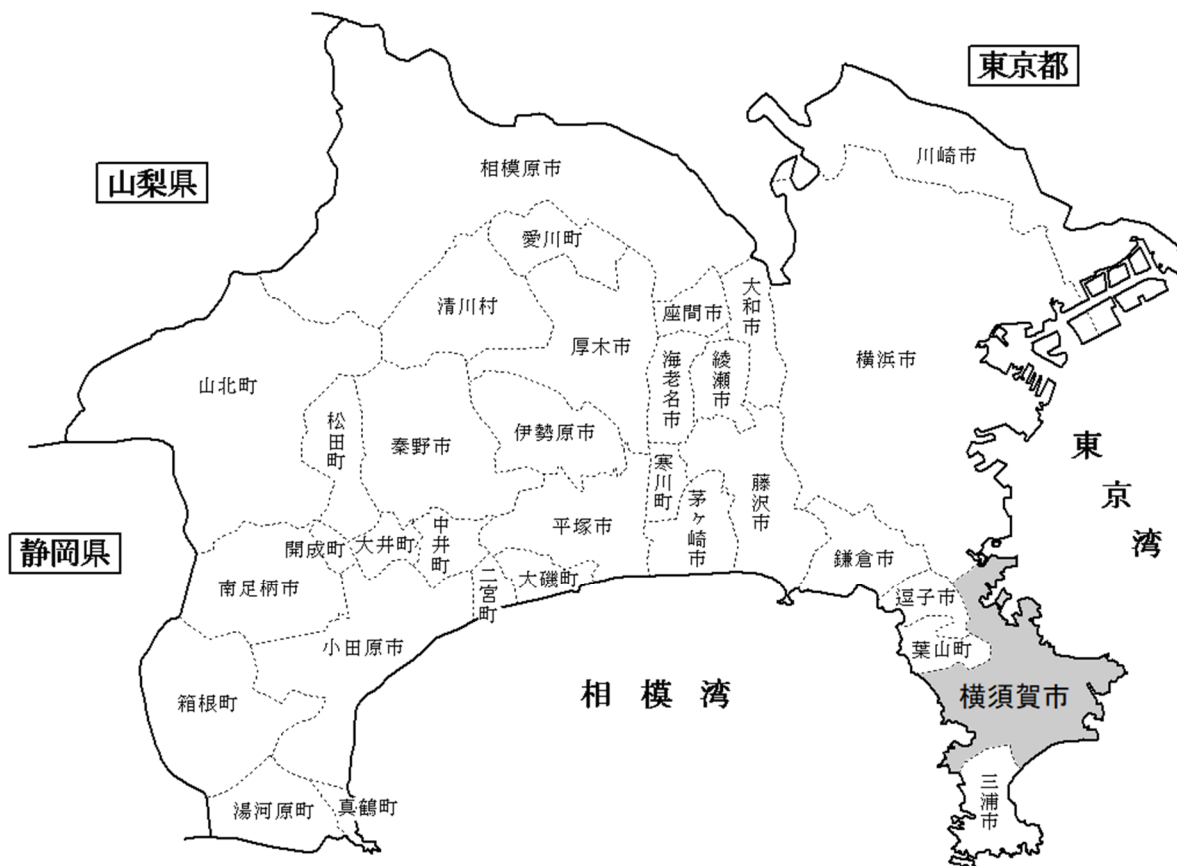 東京都
川崎市
相模原市
山梨県
愛川町
清川村
座間市
大和市
厚木市
海老名市
綾瀬市
横浜市
山北町
松田町
秦野市
伊勢原市
寒川町
茅ヶ崎市
藤沢市
東京湾
静岡県
開成町
大井町
中井町
平塚市
鎌倉市
南足柄市
二宮町
大磯町
逗子市
小田原市
葉山町
箱根町
相模湾
横須賀市
湯河原町
真鶴町
三浦市